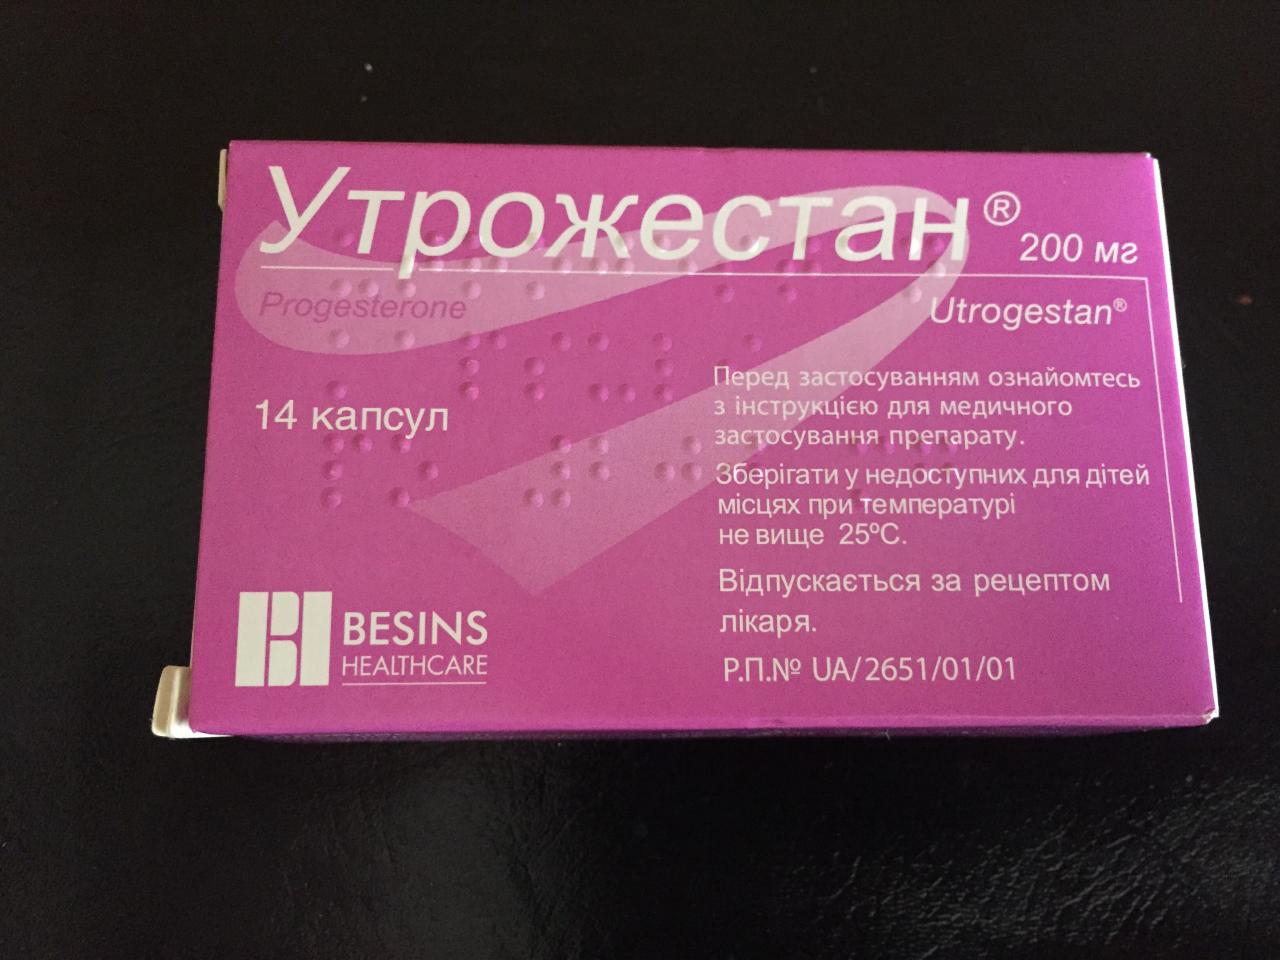 Утрожестан® 200 мг
Progesterone
Utrogestan®
14 капсул
Перед застосуванням ознайомтесь
з інструкцією для медичного
застосування препарату.
Зберігати у недоступних для дітей
місцях при температурі
не вище 25ºС.
Відпускається за рецептом
лікаря.
Р.П.№ UA/2651/01/01
BESINS
HEALTHCARE